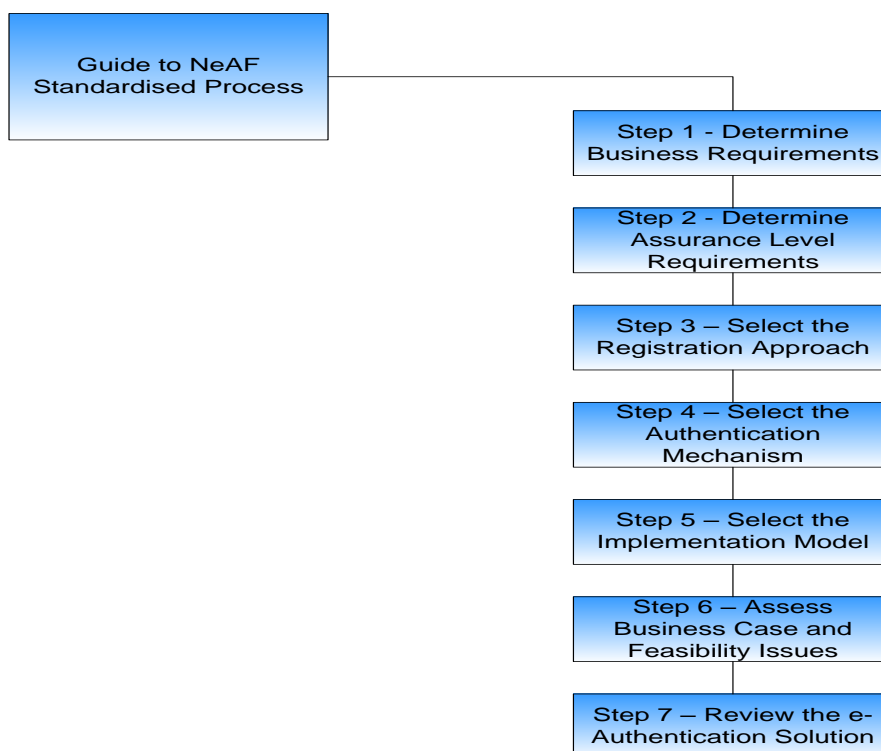 Guide to NeAF
Standardised Process
Step 1 - Determine
Business Requirements
Step 2 - Determine
Assurance Level
Requirements
Step 3 – Select the
Registration Approach
Step 4 – Select the
Authentication
Mechanism
Step 5 – Select the
Implementation Model
Step 6 – Assess
Business Case and
Feasibility Issues
Step 7 – Review the e-
Authentication Solution